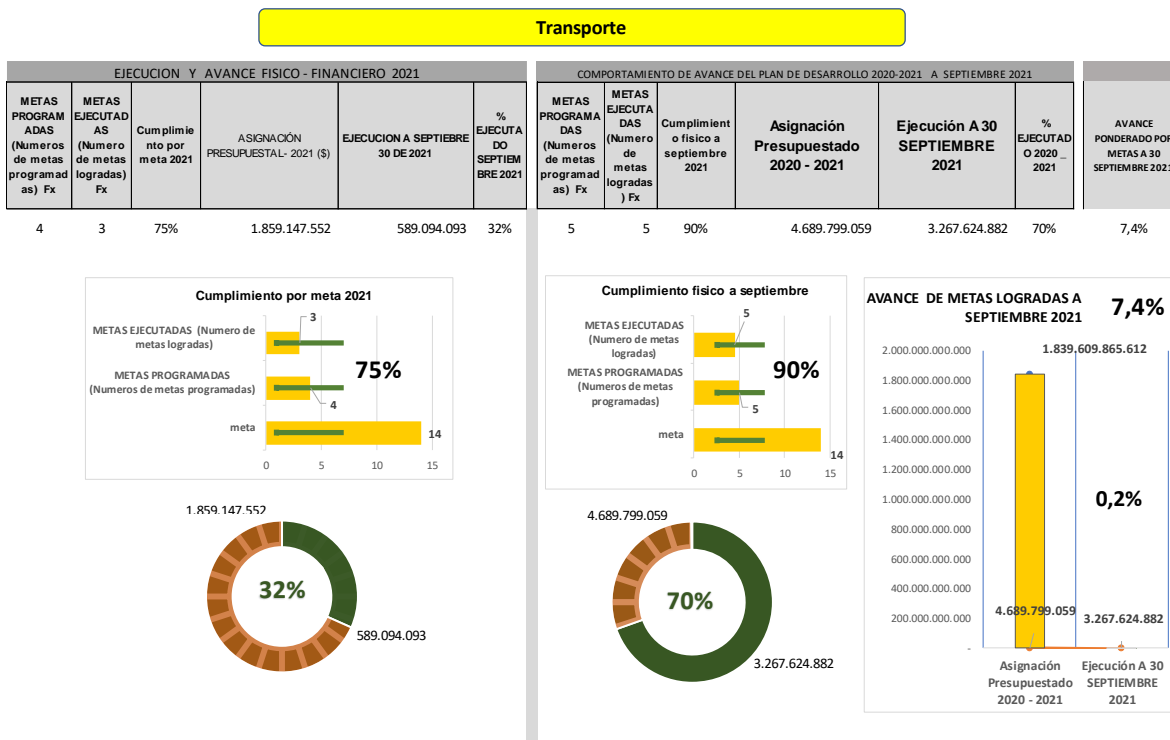 Transporte
EJECUCION Y AVANCE FISICO - FINANCIERO 2021
METAS
PROGRAM
ADAS
(Numeros
de metas
programad
as) Fx
METAS
EJECUTAD
AS
(Numero
de metas
logradas)
Fx
Cumplimie
nto por
meta 2021
ASIGNACIÓN
PRESUPUESTAL- 2021 ($)
EJECUCION A SEPTIEBRE
30 DE 2021
%
EJECUTA
DO
SEPTIEM
BRE 2021
4 3 75% 1.859.147.552 589.094.093 32%
COMPORTAMIENTO DE AVANCE DEL PLAN DE DESARROLLO 2020-2021 A SEPTIEMBRE 2021
METAS
PROGRAMA
DAS
(Numeros
de metas
programad
as) Fx
METAS
EJECUTA
DAS
(Numero
de
metas
logradas
) Fx
Cumplimient
o fisico a
septiembre
2021
Asignación
Presupuestado
2020 - 2021
Ejecución A 30
SEPTIEMBRE
2021
%
EJECUTAD
O 2020 _
2021
AVANCE
PONDERADO POR
METAS A 30
SEPTIEMBRE 2021
5 5 90% 4.689.799.059 3.267.624.882 70% 7,4%
Cumplimiento por meta 2021
METAS EJECUTADAS (Numero de
metas logradas)
METAS PROGRAMADAS
(Numeros de metas programadas)
meta
3
4
14
75%
0 5 10 15
Cumplimiento fisico a septiembre
METAS EJECUTADAS
(Numero de metas
logradas)
METAS PROGRAMADAS
(Numeros de metas
programadas)
meta
5
5
14
90%
0 5 10 15
AVANCE DE METAS LOGRADAS A
SEPTIEMBRE 2021
7,4%
2.000.000.000.000
1.800.000.000.000
1.600.000.000.000
1.400.000.000.000
1.200.000.000.000
1.000.000.000.000
800.000.000.000
600.000.000.000
400.000.000.000
200.000.000.000
-
1.839.609.865.612
0,2%
4.689.799.059
3.267.624.882
Asignación
Presupuestado
2020 - 2021
Ejecución A 30
SEPTIEMBRE
2021
1.859.147.552
32%
589.094.093
4.689.799.059
70%
3.267.624.882